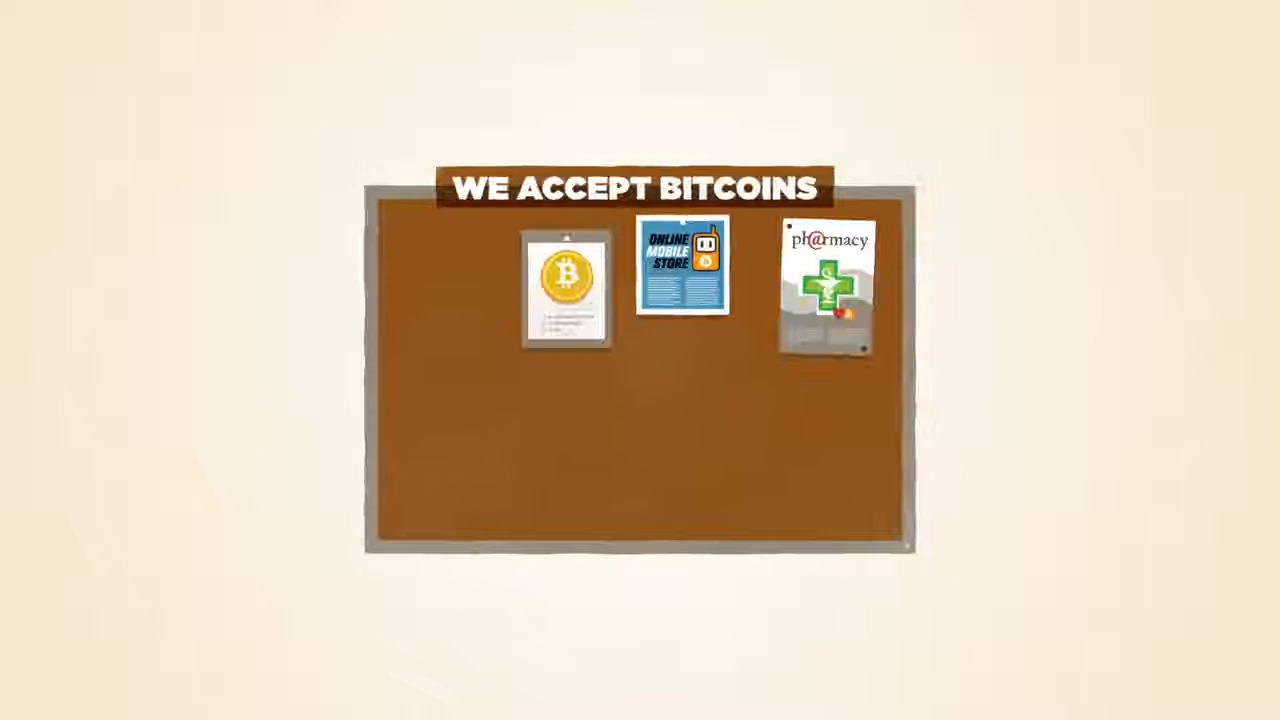 WE ACCEPT BITCOINS
ONLINE
MOBILE
STORE
ph@rmacy